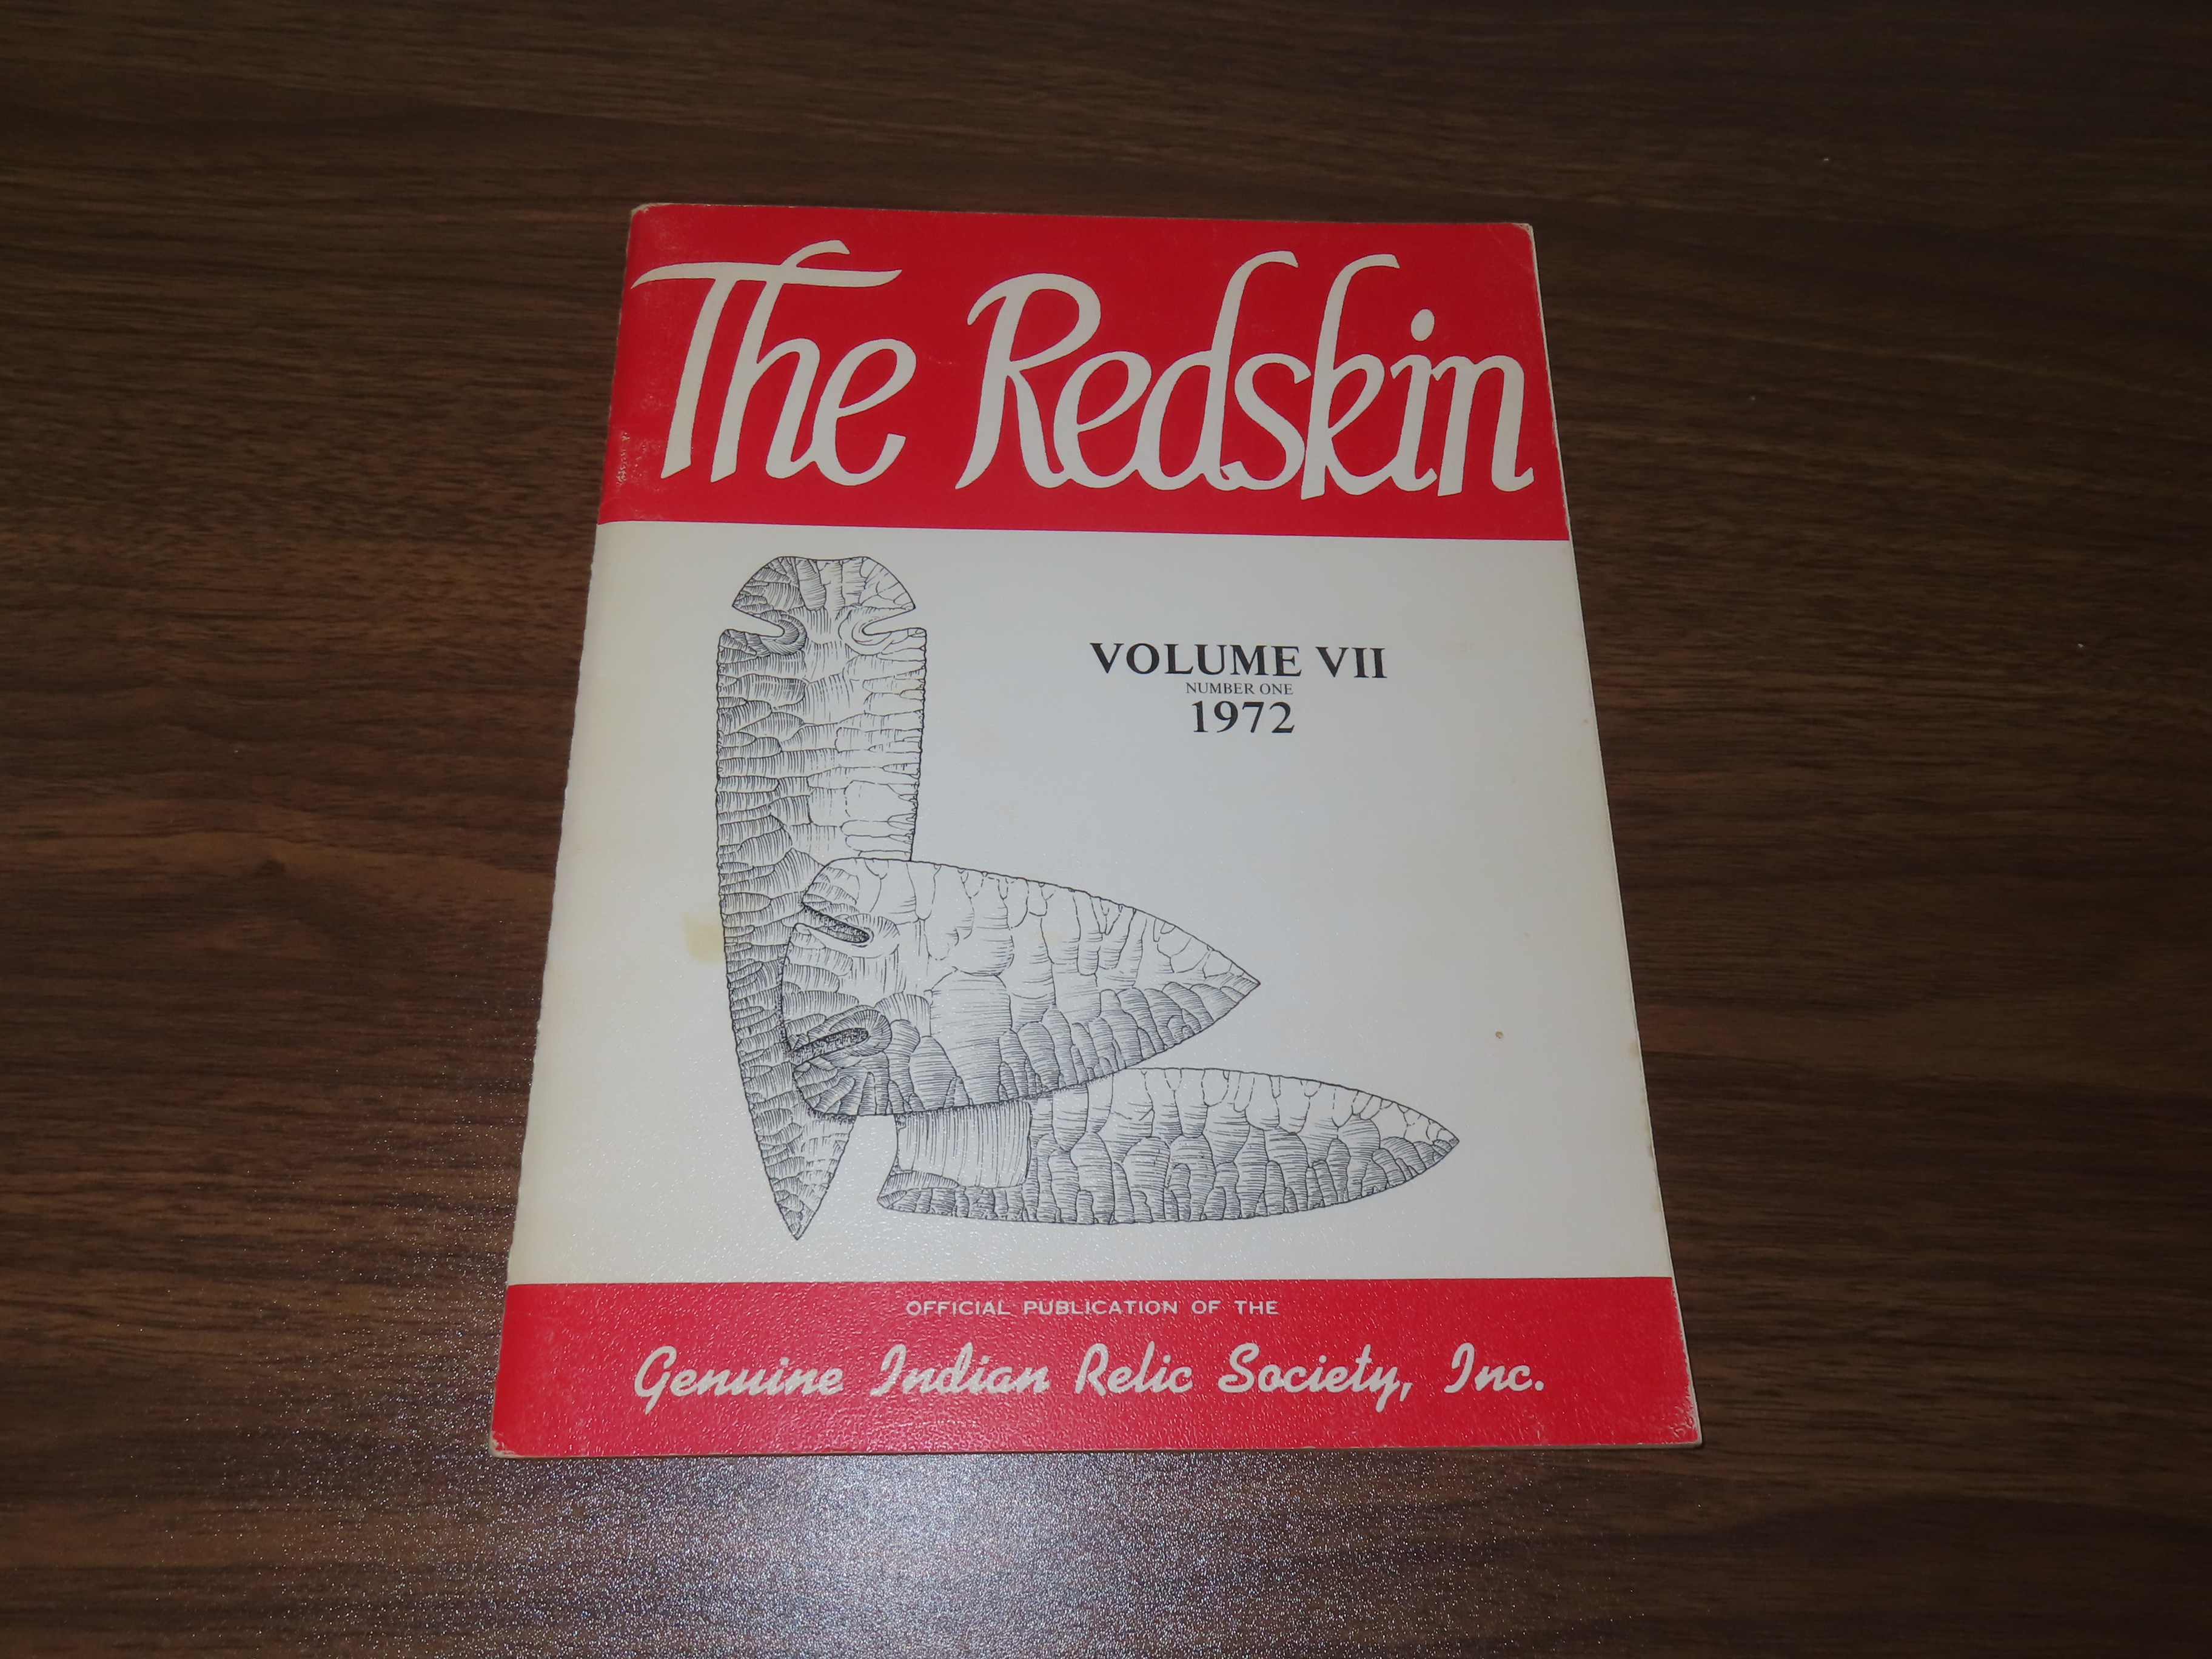 The Redskin
VOLUME VII
NUMBER ONE
1972
OFFICIAL PUBLICATION OF THE
Genuine Indian Relic Society, Inc.